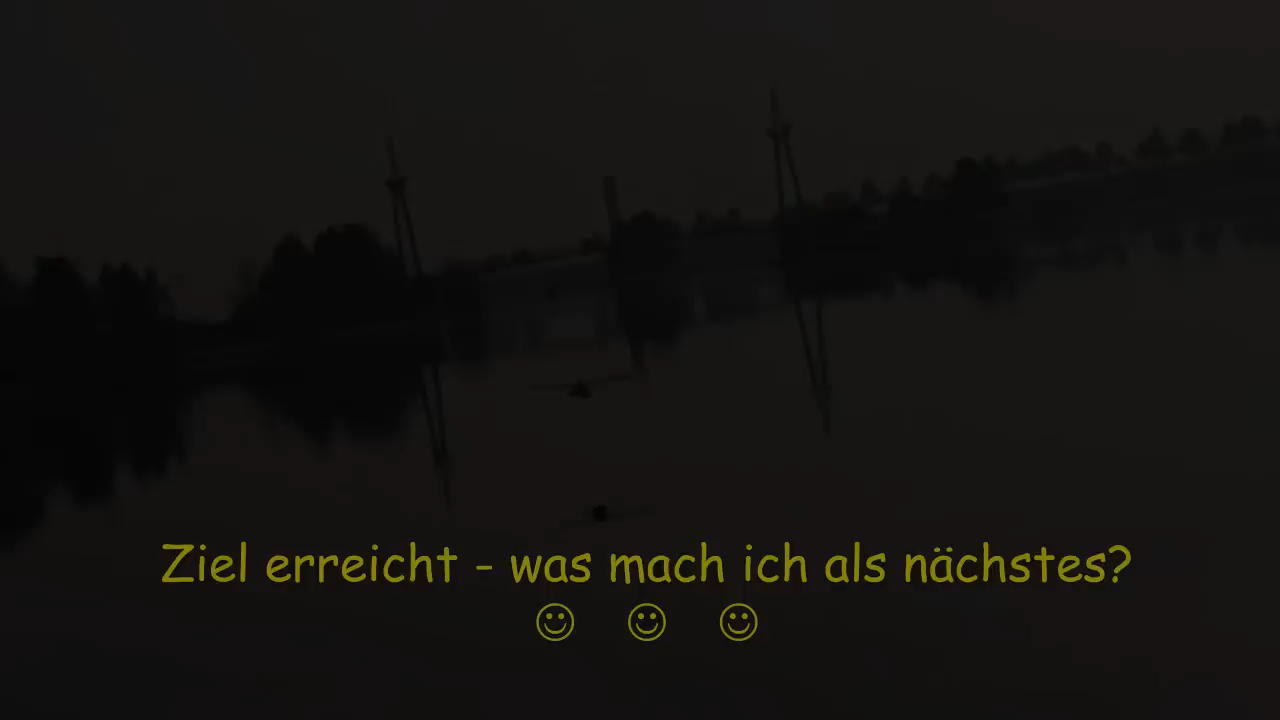 Ziel erreicht - was mach ich als nächstes?
☺ ☺ ☺